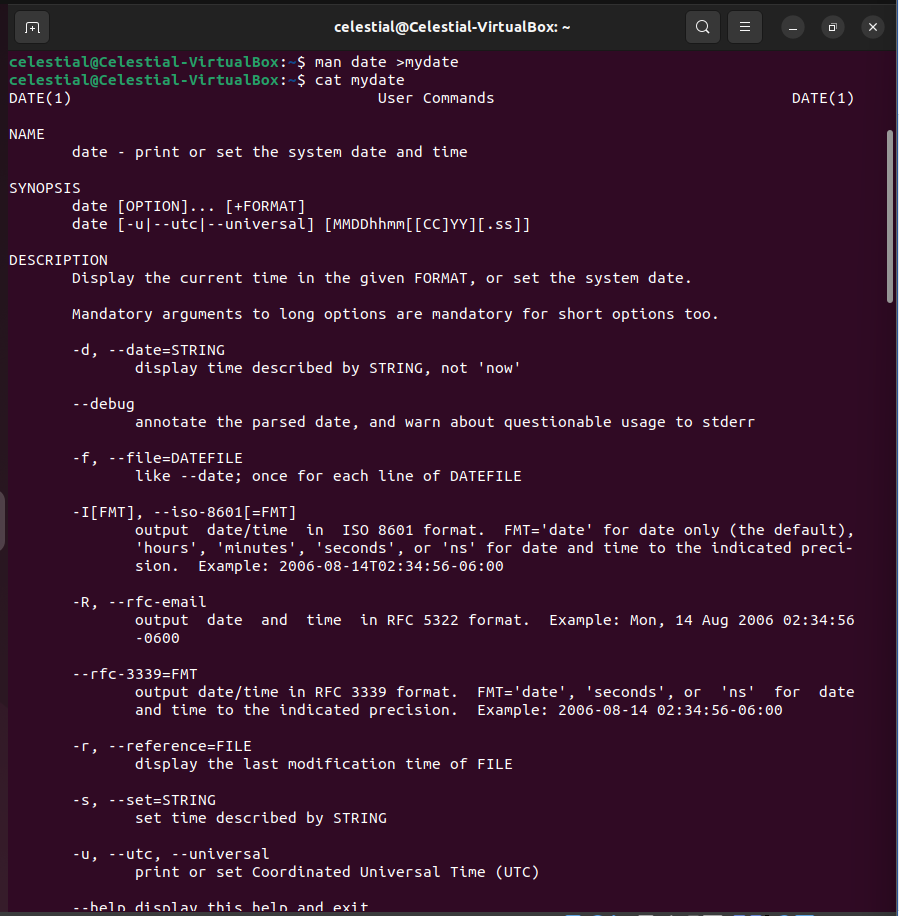 celestial@Celestial-VirtualBox: ~
celestial@Celestial-VirtualBox:~$ man date >mydate
celestial@Celestial-VirtualBox:~$ cat mydate
DATE(1) User Commands DATE(1)
NAME
date - print or set the system date and time
SYNOPSIS
date [OPTION]... [+FORMAT]
date [-u|--utc|--universal] [MMDDhhmm[[CC]YY][.ss]]
DESCRIPTION
Display the current time in the given FORMAT, or set the system date.
Mandatory arguments to long options are mandatory for short options too.
-d, --date=STRING
display time described by STRING, not 'now'
--debug
annotate the parsed date, and warn about questionable usage to stderr
-f, --file=DATEFILE
like --date; once for each line of DATEFILE
-I[FMT], --iso-8601[=FMT]
output date/time in ISO 8601 format. FMT='date' for date only (the default),
'hours', 'minutes', 'seconds', or 'ns' for date and time to the indicated preci-
sion. Example: 2006-08-14T02:34:56-06:00
-R, --rfc-email
output date and time in RFC 5322 format. Example: Mon, 14 Aug 2006 02:34:56
-0600
--rfc-3339=FMT
output date/time in RFC 3339 format. FMT='date', 'seconds', or 'ns' for date
and time to the indicated precision. Example: 2006-08-14 02:34:56-06:00
-r, --reference=FILE
display the last modification time of FILE
-s, --set=STRING
set time described by STRING
-u, --utc, --universal
print or set Coordinated Universal Time (UTC)
--help display this help and exit